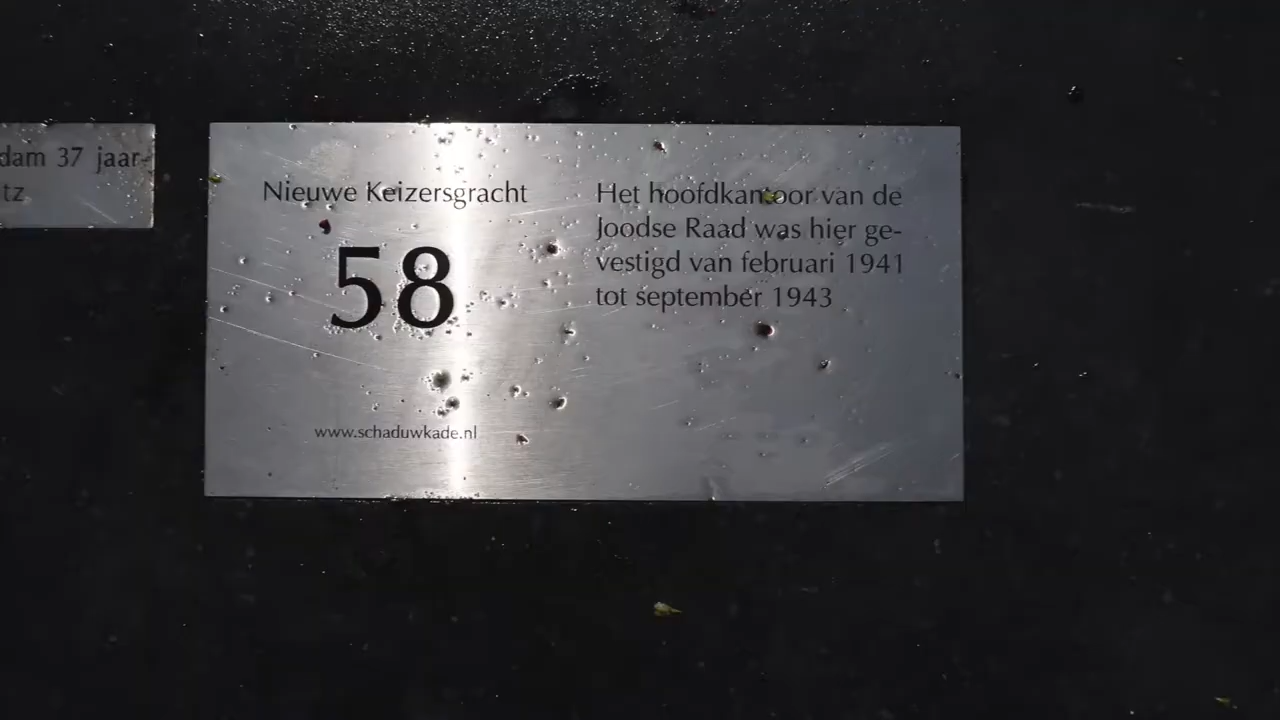 dam 37 jaar-
tz
Nieuwe Keizersgracht
58
www.schaduwkade.nl
Het hoofdkantoor van de
Joodse Raad was hier ge-
vestigd van februari 1941
tot september 1943